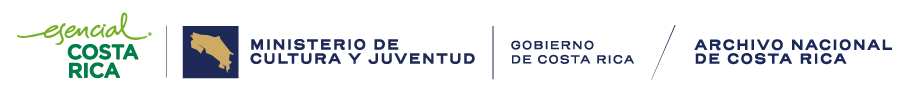 esencial
COSTA
RICA
MINISTERIO DE
CULTURA Y JUVENTUD
GOBIERNO
DE COSTA RICA
ARCHIVO NACIONAL
DE COSTA RICA